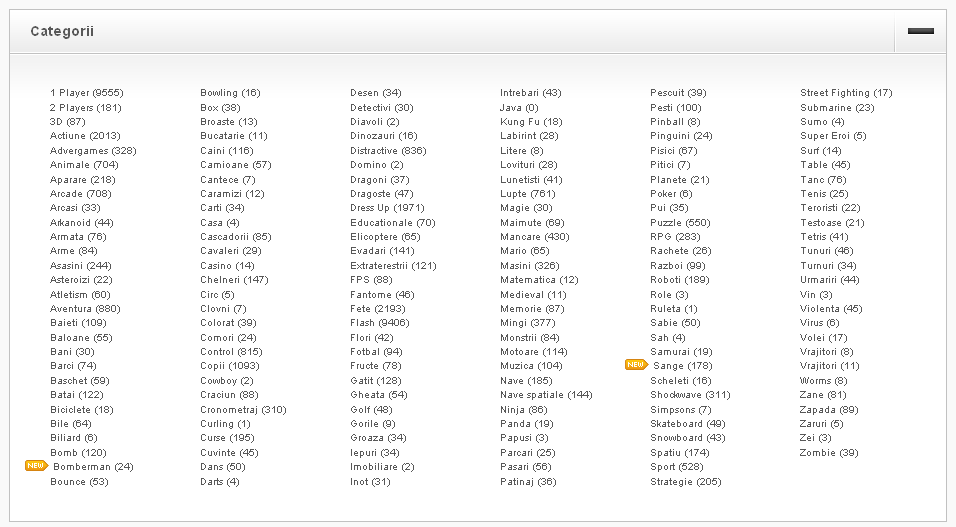 Categorii
1 Player (9555)
2 Players (181)
3D (87)
Actiune (2013)
Advergames (328)
Animale (704)
Aparare (218)
Arcade (708)
Arcasi (33)
Arkanoid (44)
Armata (76)
Arme (84)
Asasini (244)
Asteroizi (22)
Atletism (60)
Aventura (880)
Baieti (109)
Baloane (55)
Bani (30)
Barci (74)
Baschet (59)
Batai (122)
Biciclete (18)
Bile (64)
Biliard (6)
Bomb (120)
NEW Bomberman (24)
Bounce (53)
Bowling (16)
Box (38)
Broaste (13)
Bucatarie (11)
Caini (116)
Camioane (57)
Cantece (7)
Caramizi (12)
Carti (34)
Casa (4)
Cascadorii (85)
Cavaleri (29)
Casino (14)
Chelneri (147)
Circ (5)
Clovni (7)
Colorat (39)
Comori (24)
Control (815)
Copii (1093)
Cowboy (2)
Craciun (88)
Cronometraj (310)
Curling (1)
Curse (195)
Cuvinte (45)
Dans (50)
Darts (4)
Desen (34)
Detectivi (30)
Diavoli (2)
Dinozauri (16)
Distractive (836)
Domino (2)
Dragoni (37)
Dragoste (47)
Dress Up (1971)
Educationale (70)
Elicoptere (65)
Evadari (141)
Extraterestrii (121)
FPS (88)
Fantome (46)
Fete (2193)
Flash (9406)
Flori (42)
Fotbal (94)
Fructe (78)
Gatit (128)
Gheata (54)
Golf (48)
Gorile (9)
Groaza (34)
Iepuri (34)
Imobiliare (2)
Inot (31)
Intrebari (43)
Java (0)
Kung Fu (18)
Labirint (28)
Litere (8)
Lovituri (28)
Lunetisti (41)
Lupte (761)
Magie (30)
Maimute (69)
Mancare (430)
Mario (65)
Masini (326)
Matematica (12)
Medieval (11)
Memorie (87)
Mingi (377)
Monstrii (84)
Motoare (114)
Muzica (104)
Nave (185)
Nave spatiale (144)
Ninja (86)
Panda (19)
Papusi (3)
Parcari (25)
Pasari (56)
Patinaj (36)
Pescuit (39)
Pesti (100)
Pinball (8)
Pinguini (24)
Pisici (67)
Pitici (7)
Planete (21)
Poker (6)
Pui (35)
Puzzle (550)
RPG (283)
Rachete (26)
Razboi (99)
Roboti (189)
Role (3)
Ruleta (1)
Sabie (50)
Sah (4)
Samurai (19)
NEW Sange (178)
Scheleti (16)
Shockwave (311)
Simpsons (7)
Skateboard (49)
Snowboard (43)
Spatiu (174)
Sport (528)
Strategie (205)
Street Fighting (17)
Submarine (23)
Sumo (4)
Super Eroi (5)
Surf (14)
Table (45)
Tanc (76)
Tenis (25)
Teroristi (22)
Testoase (21)
Tetris (41)
Tunuri (46)
Turnuri (34)
Urmariri (44)
Vin (3)
Violenta (45)
Virus (6)
Volei (17)
Vrajitori (8)
Vrajitori (11)
Worms (8)
Zane (81)
Zapada (89)
Zaruri (5)
Zei (3)
Zombie (39)